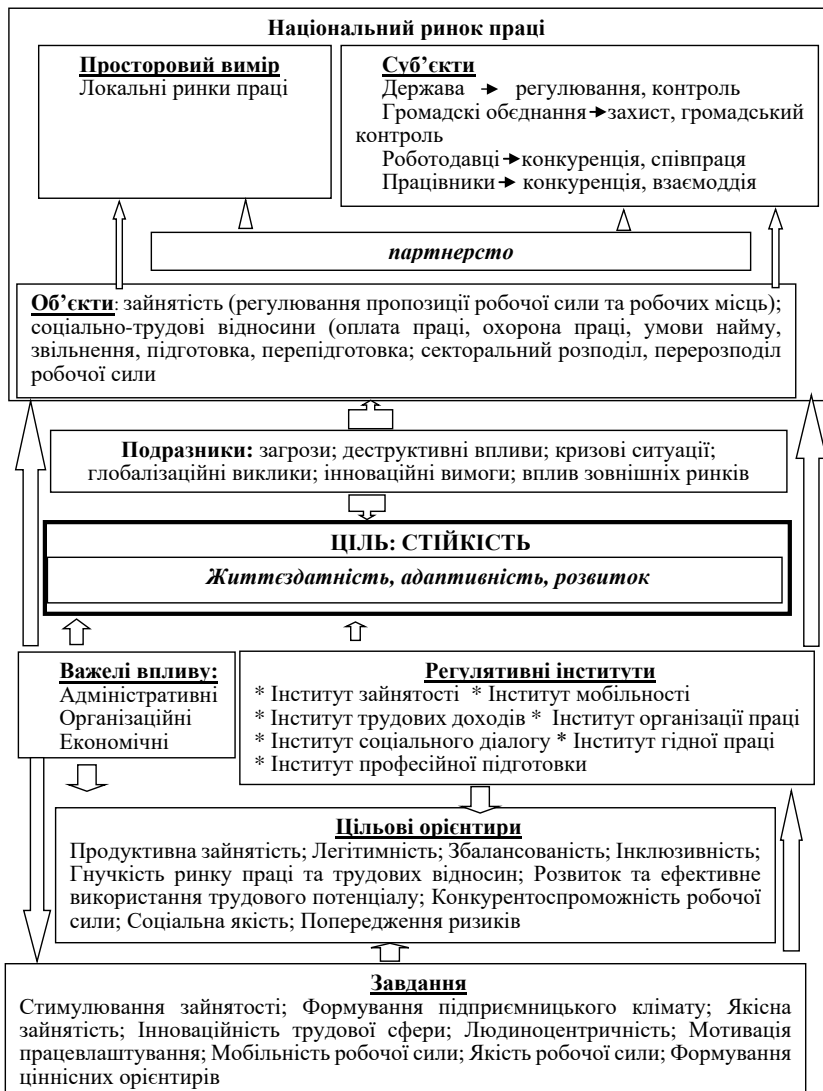 Національний ринок праці
Просторовий вимір
Локальні ринки праці
Суб’єкти
Держава → регулювання, контроль
Громадскі обєднання→захист, громадський
контроль
Роботодавці→конкуренція, співпраця
Працівники→ конкуренція, взаємоддія
партнерсто
Об’єкти: зайнятість (регулювання пропозиції робочої сили та робочих місць);
соціально-трудові відносини (оплата праці, охорона праці, умови найму,
звільнення, підготовка, перепідготовка; секторальний розподіл, перерозподіл
робочої сили
Подразники: загрози; деструктивні впливи; кризові ситуації;
глобалізаційні виклики; інноваційні вимоги; вплив зовнішніх ринків
ЦІЛЬ: СТІЙКІСТЬ
Життєздатність, адаптивність, розвиток
Важелі впливу:
Адміністративні
Організаційні
Економічні
Регулятивні інститути
* Інститут зайнятості * Інститут мобільності
* Інститут трудових доходів * Інститут організації праці
* Інститут соціального діалогу * Інститут гідної праці
* Інститут професійної підготовки
Цільові орієнтири
Продуктивна зайнятість; Легітимність; Збалансованість; Інклюзивність;
Гнучкість ринку праці та трудових відносин; Розвиток та ефективне
використання трудового потенціалу; Конкурентоспроможність робочої
сили; Соціальна якість; Попередження ризиків
Завдання
Стимулювання зайнятості; Формування підприємницького клімату; Якісна
зайнятість; Інноваційність трудової сфери; Людиноцентричність; Мотивація
працевлаштування; Мобільність робочої сили; Якість робочої сили; Формування
ціннісних орієнтирів